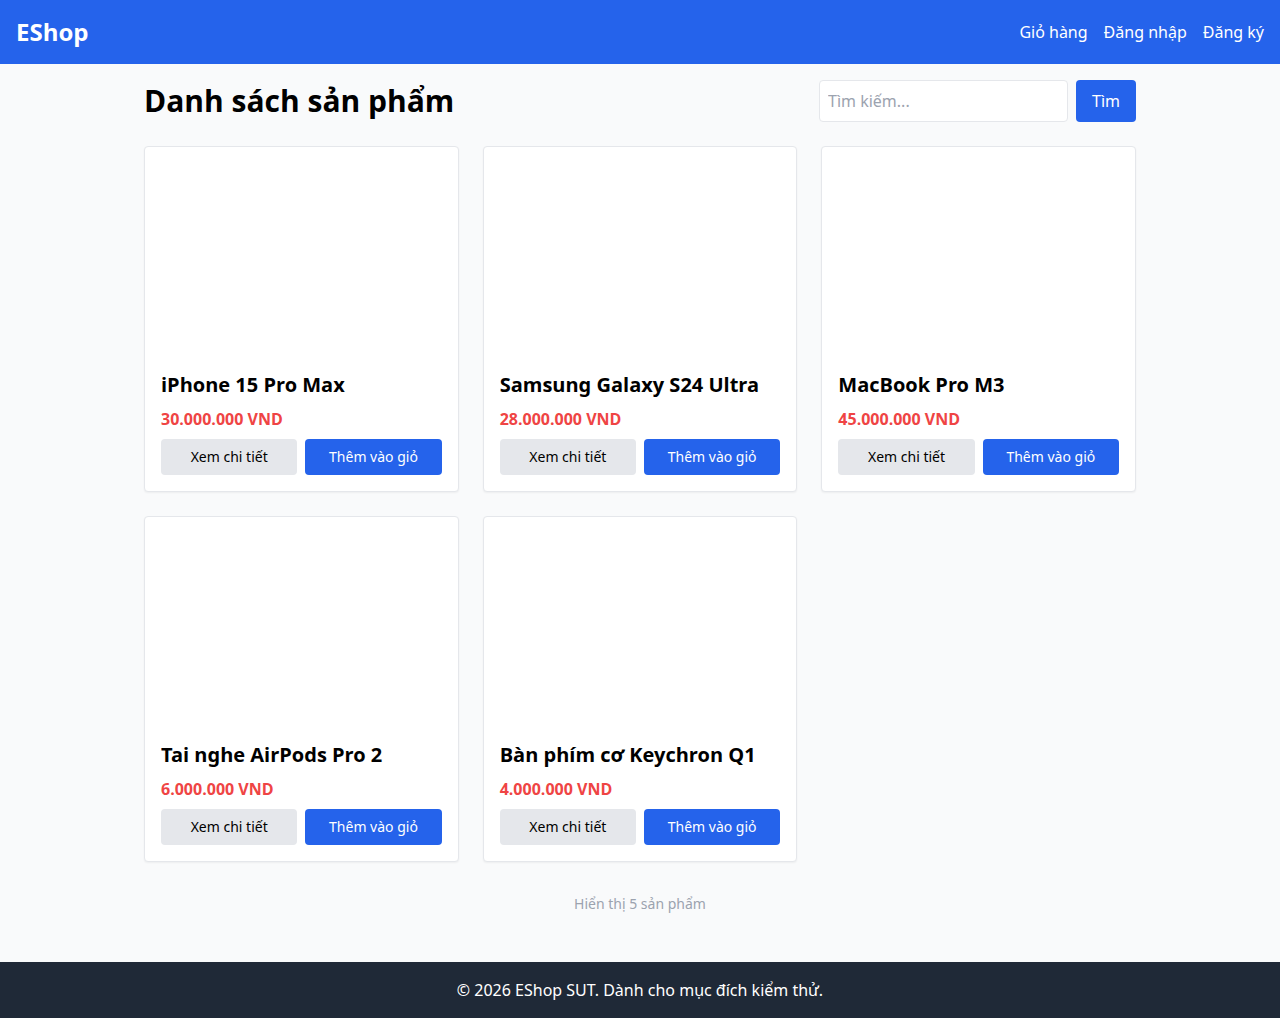 EShop
Giỏ hàng Đăng nhập Đăng ký
Danh sách sản phẩm
Tìm kiếm...
Tìm
iPhone 15 Pro Max
30.000.000 VND
Xem chi tiết Thêm vào giỏ
Samsung Galaxy S24 Ultra
28.000.000 VND
Xem chi tiết Thêm vào giỏ
MacBook Pro M3
45.000.000 VND
Xem chi tiết Thêm vào giỏ
Tai nghe AirPods Pro 2
6.000.000 VND
Xem chi tiết Thêm vào giỏ
Bàn phím cơ Keychron Q1
4.000.000 VND
Xem chi tiết Thêm vào giỏ
Hiển thị 5 sản phẩm
© 2026 EShop SUT. Dành cho mục đích kiểm thử.